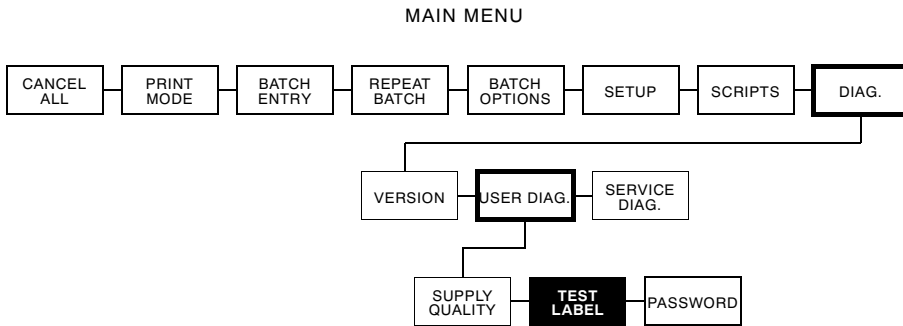 MAIN MENU
CANCEL
ALL
PRINT
MODE
BATCH
ENTRY
REPEAT
BATCH
BATCH
OPTIONS
SETUP
SCRIPTS
DIAG.
VERSION
USER DIAG.
SERVICE
DIAG.
SUPPLY
QUALITY
TEST
LABEL
PASSWORD